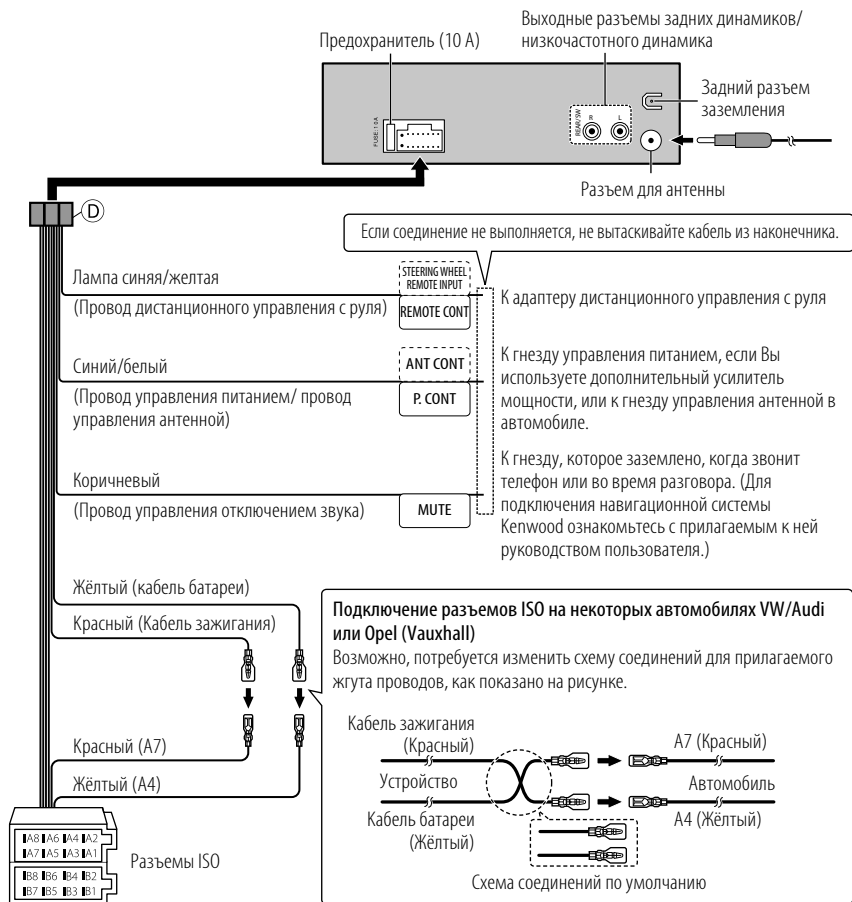 Выходные разъемы задних динамиков/
низкочастотного динамика
Предохранитель (10 А)
Задний разъем
заземления
FUSE:10A
REAR/SW
R
L
Разъем для антенны
D
Если соединение не выполняется, не вытаскивайте кабель из наконечника.
Лампа синяя/желтая
(Провод дистанционного управления с руля)
STEERING WHEEL
REMOTE INPUT
REMOTE CONT
К адаптеру дистанционного управления с руля
Синий/белый
(Провод управления питанием/ провод
управления антенной)
ANT CONT
P. CONT
К гнезду управления питанием, если Вы
используете дополнительный усилитель
мощности, или к гнезду управления антенной в
автомобиле.
Коричневый
(Провод управления отключением звука)
MUTE
К гнезду, которое заземлено, когда звонит
телефон или во время разговора. (Для
подключения навигационной системы
Kenwood ознакомьтесь с прилагаемым к ней
руководством пользователя.)
Жёлтый (кабель батареи)
Красный (Кабель зажигания)
Красный (A7)
Жёлтый (A4)
A8 A6 A4 A2
A7 A5 A3 A1
B8 B6 B4 B2
B7 B5 B3 B1
Разъемы ISO
Подключение разъемов ISO на некоторых автомобилях VW/Audi
или Opel (Vauxhall)
Возможно, потребуется изменить схему соединений для прилагаемого
жгута проводов, как показано на рисунке.
Кабель зажигания
(Красный)
A7 (Красный)
Устройство
Автомобиль
Кабель батареи
(Жёлтый)
A4 (Жёлтый)
Схема соединений по умолчанию